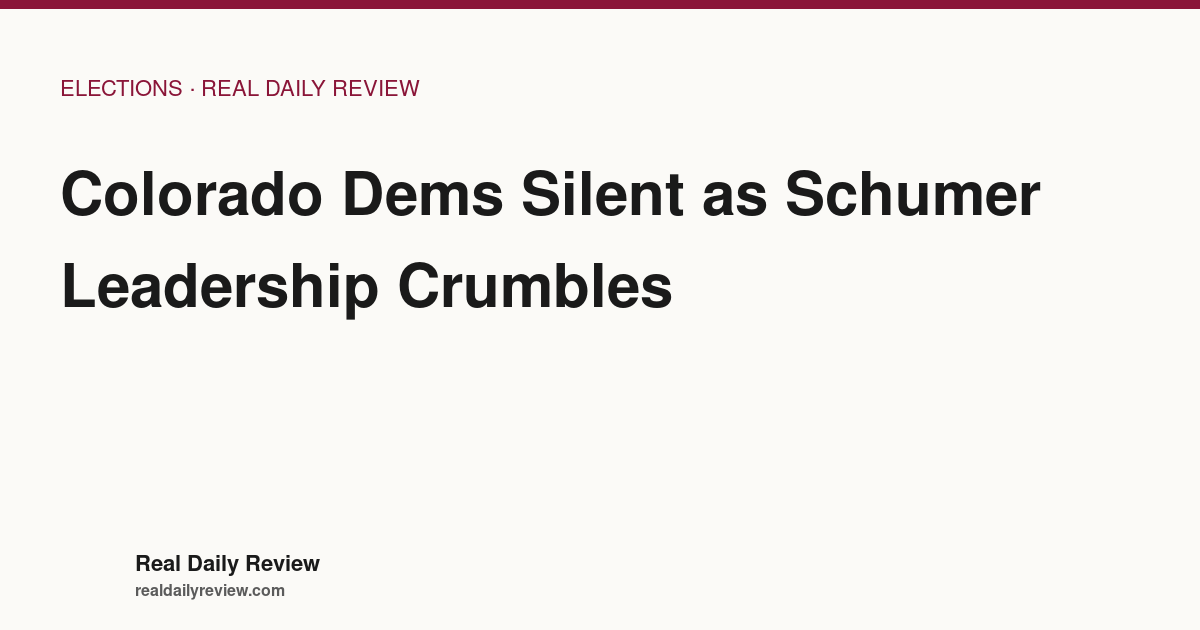 ELECTIONS · REAL DAILY REVIEW
Colorado Dems Silent as Schumer
Leadership Crumbles
Real Daily Review
realdailyreview.com